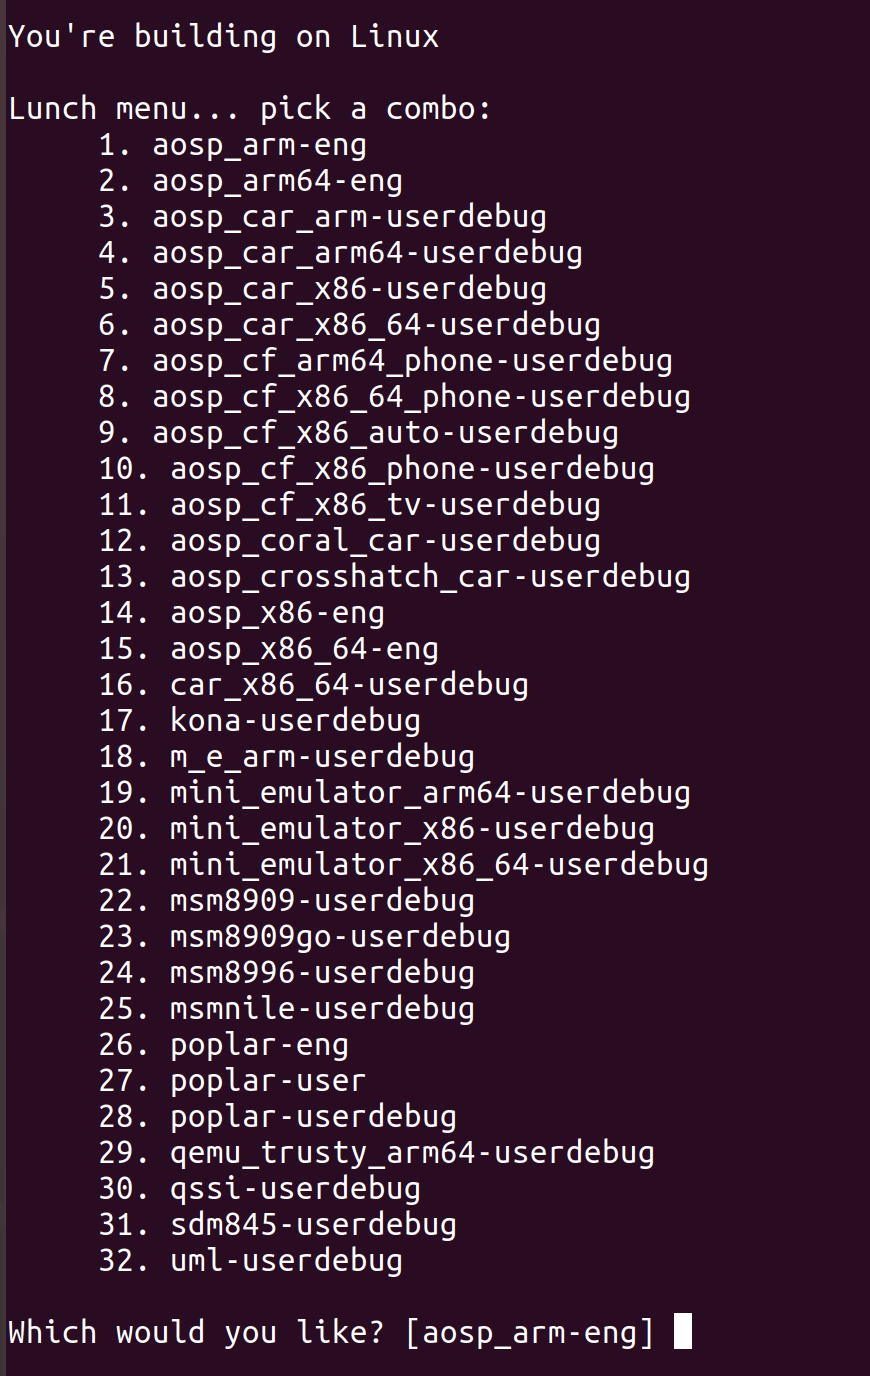 You're building on Linux
Lunch menu... pick a combo:
1. aosp_arm-eng
2. aosp_arm64-eng
3. aosp_car_arm-userdebug
4. aosp_car_arm64-userdebug
5. aosp_car_x86-userdebug
6. aosp_car_x86_64-userdebug
7. aosp_cf_arm64_phone-userdebug
8. aosp_cf_x86_64_phone-userdebug
9. aosp_cf_x86_auto-userdebug
10. aosp_cf_x86_phone-userdebug
11. aosp_cf_x86_tv-userdebug
12. aosp_coral_car-userdebug
13. aosp_crosshatch_car-userdebug
14. aosp_x86-eng
15. aosp_x86_64-eng
16. car_x86_64-userdebug
17. kona-userdebug
18. m_e_arm-userdebug
19. mini_emulator_arm64-userdebug
20. mini_emulator_x86-userdebug
21. mini_emulator_x86_64-userdebug
22. msm8909-userdebug
23. msm8909go-userdebug
24. msm8996-userdebug
25. msmnile-userdebug
26. poplar-eng
27. poplar-user
28. poplar-userdebug
29. qemu_trusty_arm64-userdebug
30. qssi-userdebug
31. sdm845-userdebug
32. uml-userdebug
Which would you like? [aosp_arm-eng]